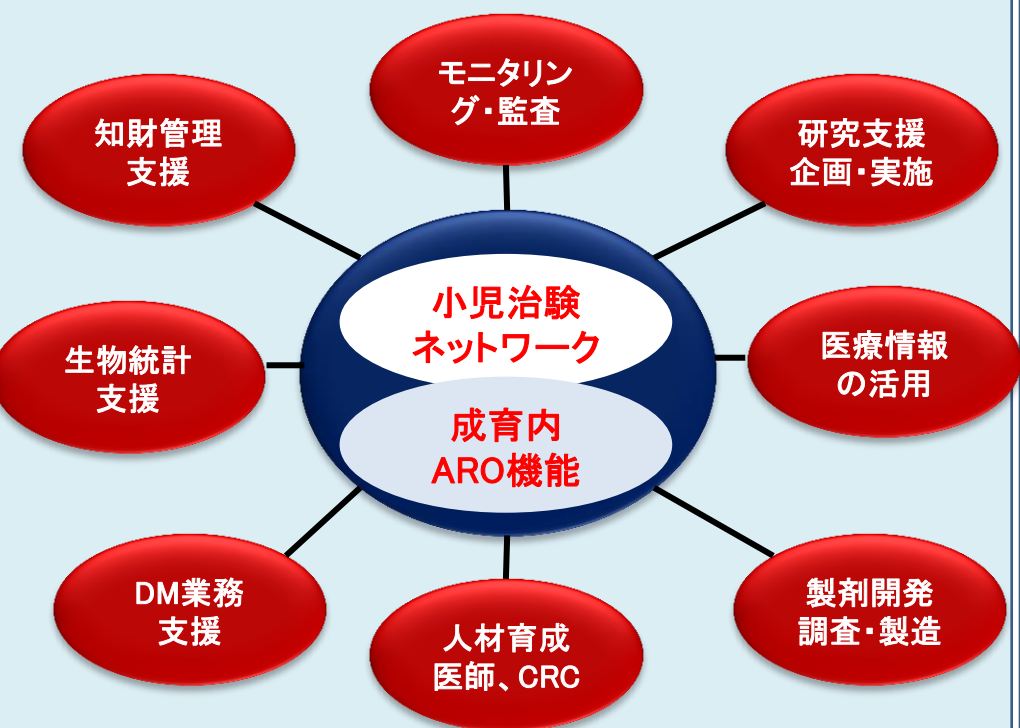 モニタリン
グ・監査
知財管理
支援
研究支援
企画・実施
小児治験
ネットワーク
生物統計
支援
医療情報
の活用
成育内
ARO機能
DM業務
支援
人材育成
医師、CRC
製剤開発
調査・製造